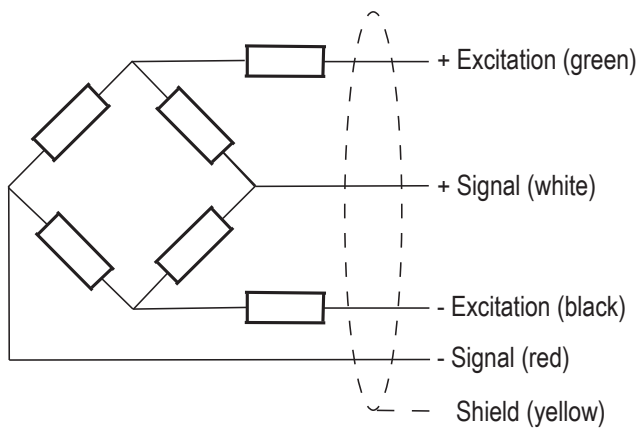 + Excitation (green)
+ Signal (white)
- Excitation (black)
- Signal (red)
Shield (yellow)